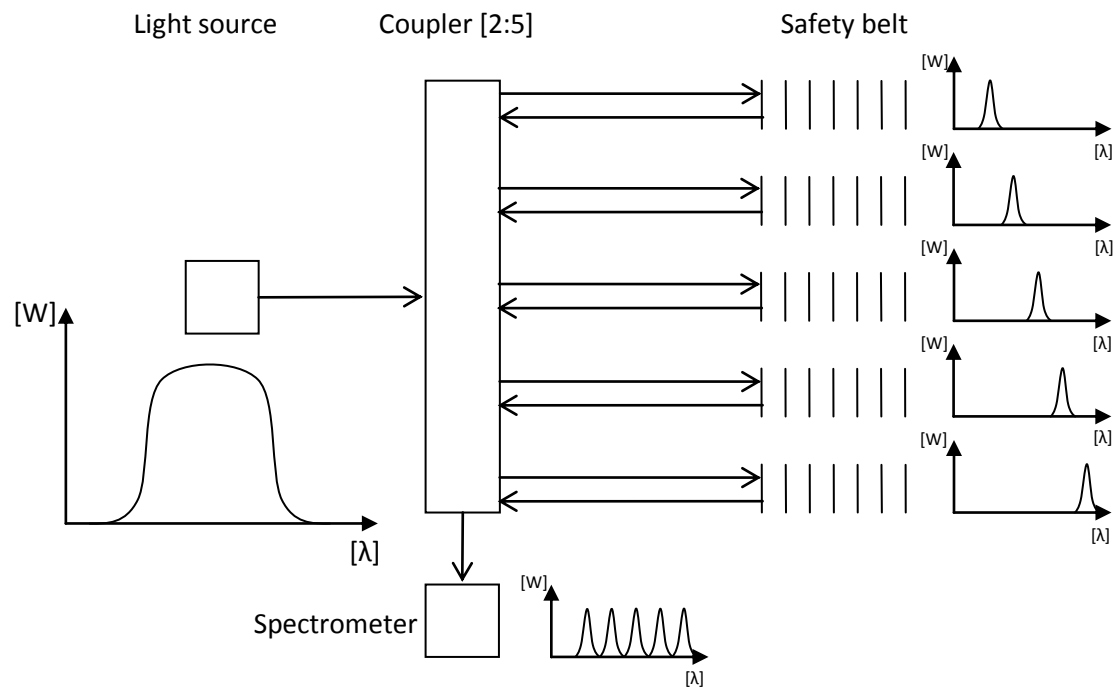 Light source
Coupler [2:5]
Safety belt
[W]
[λ]
[W]
[λ]
[W]
[λ]
[W]
[λ]
[W]
[λ]
[W]
[λ]
Spectrometer
[W]
[λ]